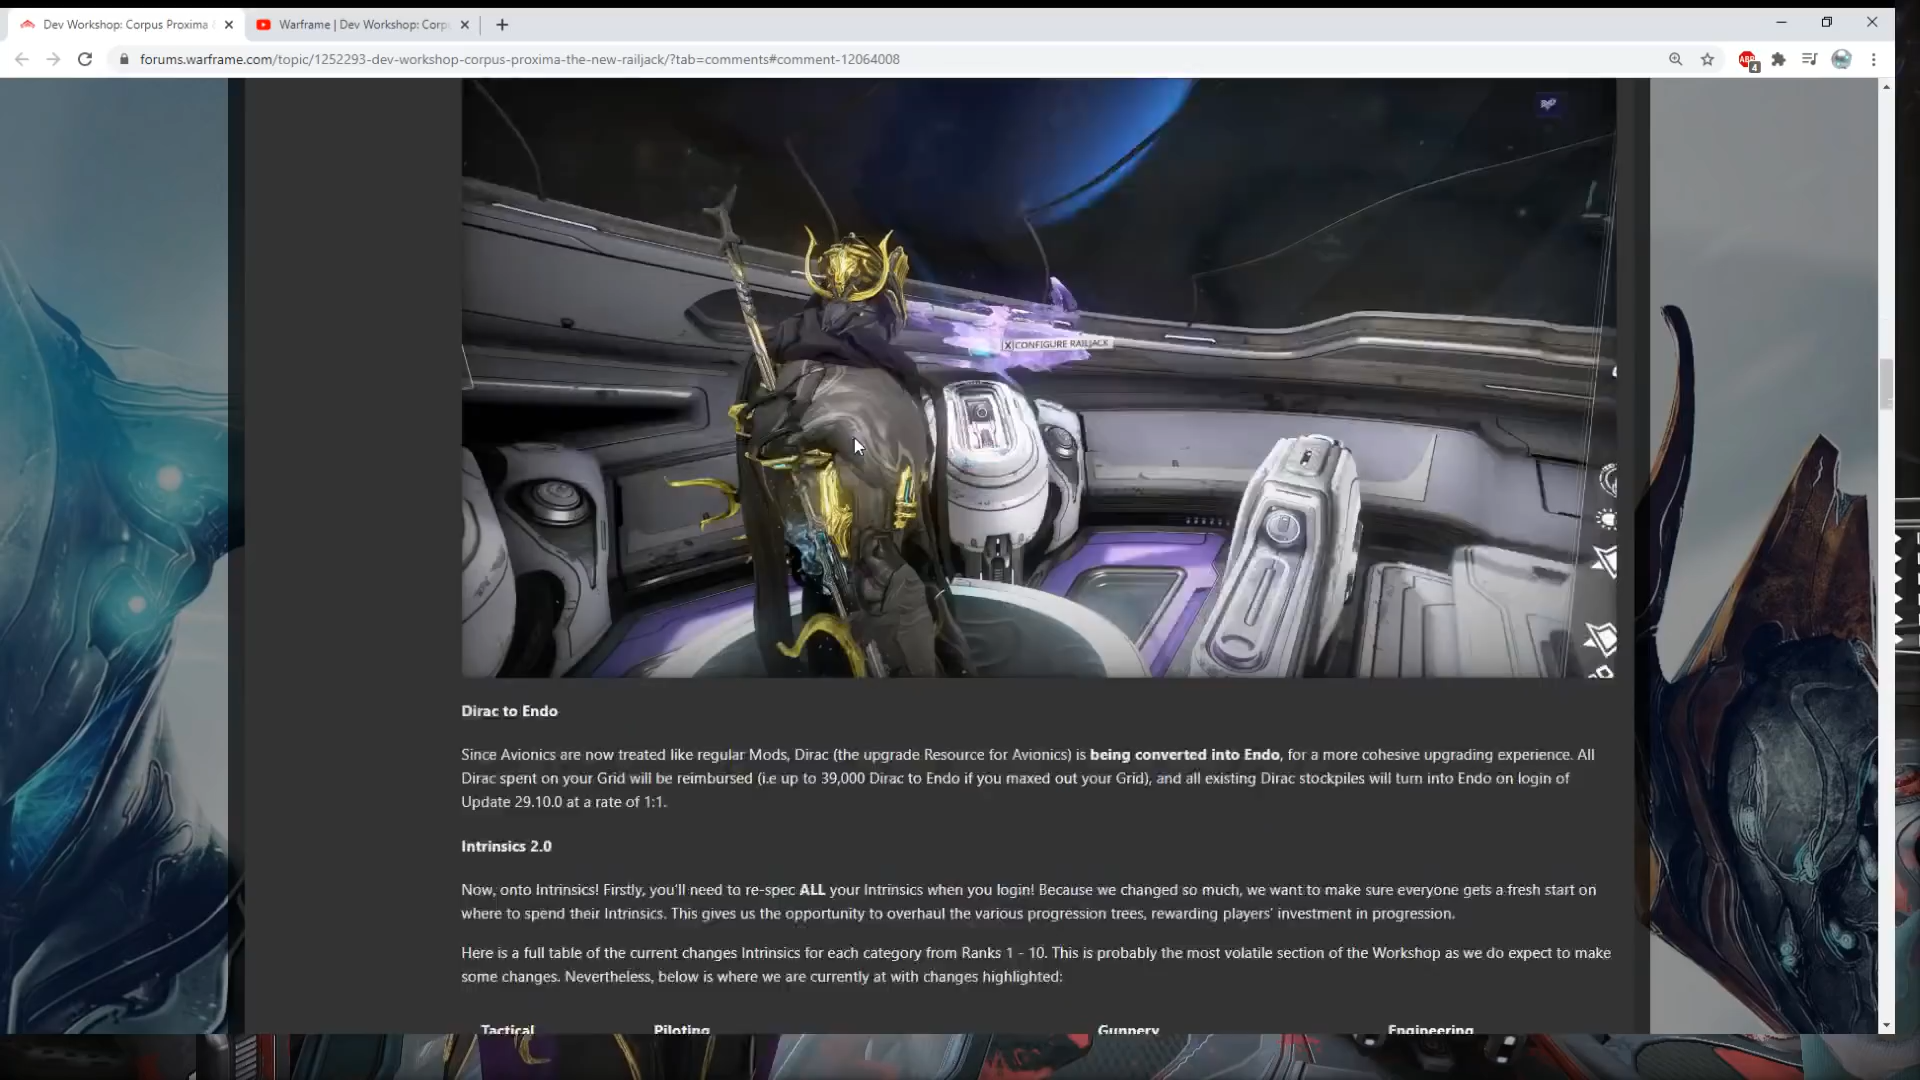 Dev Workshop: Corpus Proxima
Warframe | Dev Workshop: Corp
forums.warframe.com/topic/1252293-dev-workshop-corpus-proxima-the-new-railjack/?tab=comments#comment-12064008
ABP
4
X CONFIGURE RAILJACK
Dirac to Endo
Since Avionics are now treated like regular Mods, Dirac (the upgrade Resource for Avionics) is being converted into Endo, for a more cohesive upgrading experience. All
Dirac spent on your Grid will be reimbursed (i.e up to 39,000 Dirac to Endo if you maxed out your Grid), and all existing Dirac stockpiles will turn into Endo on login of
Update 29.10.0 at a rate of 1:1.
Intrinsics 2.0
Now, onto Intrinsics! Firstly, you'll need to re-spec ALL your Intrinsics when you login! Because we changed so much, we want to make sure everyone gets a fresh start on
where to spend their Intrinsics. This gives us the opportunity to overhaul the various progression trees, rewarding players' investment in progression.
Here is a full table of the current changes Intrinsics for each category from Ranks 1 - 10. This is probably the most volatile section of the Workshop as we do expect to make
some changes. Nevertheless, below is where we are currently at with changes highlighted:
Tactical Piloting Gunnery Engineering